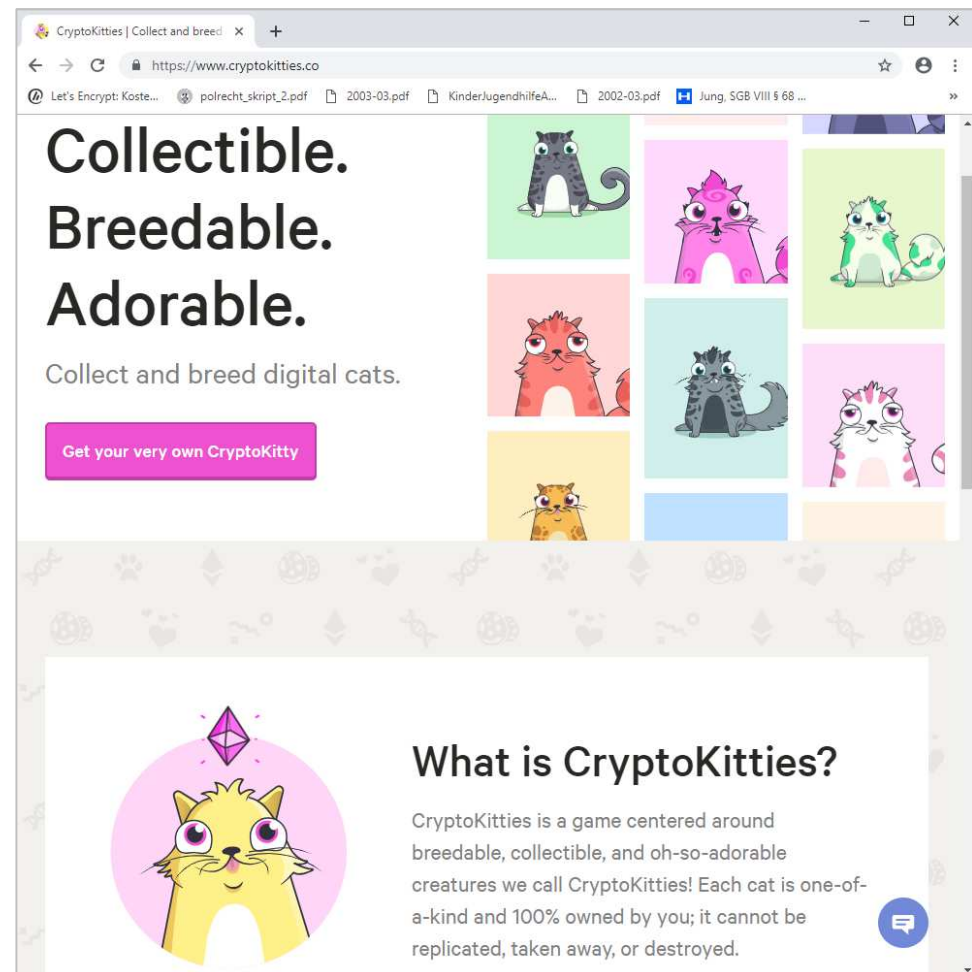 CryptoKitties | Collect and breed
https://www.cryptokitties.co
Let's Encrypt: Koste... polrecht_skript_2.pdf 2003-03.pdf KinderJugendhilfeA... 2002-03.pdf Jung, SGB VIII § 68 ... »
Collectible.
Breedable.
Adorable.
Collect and breed digital cats.
Get your very own CryptoKitty
What is CryptoKitties?
CryptoKitties is a game centered around
breedable, collectible, and oh-so-adorable
creatures we call CryptoKitties! Each cat is one-of-
a-kind and 100% owned by you; it cannot be
replicated, taken away, or destroyed.